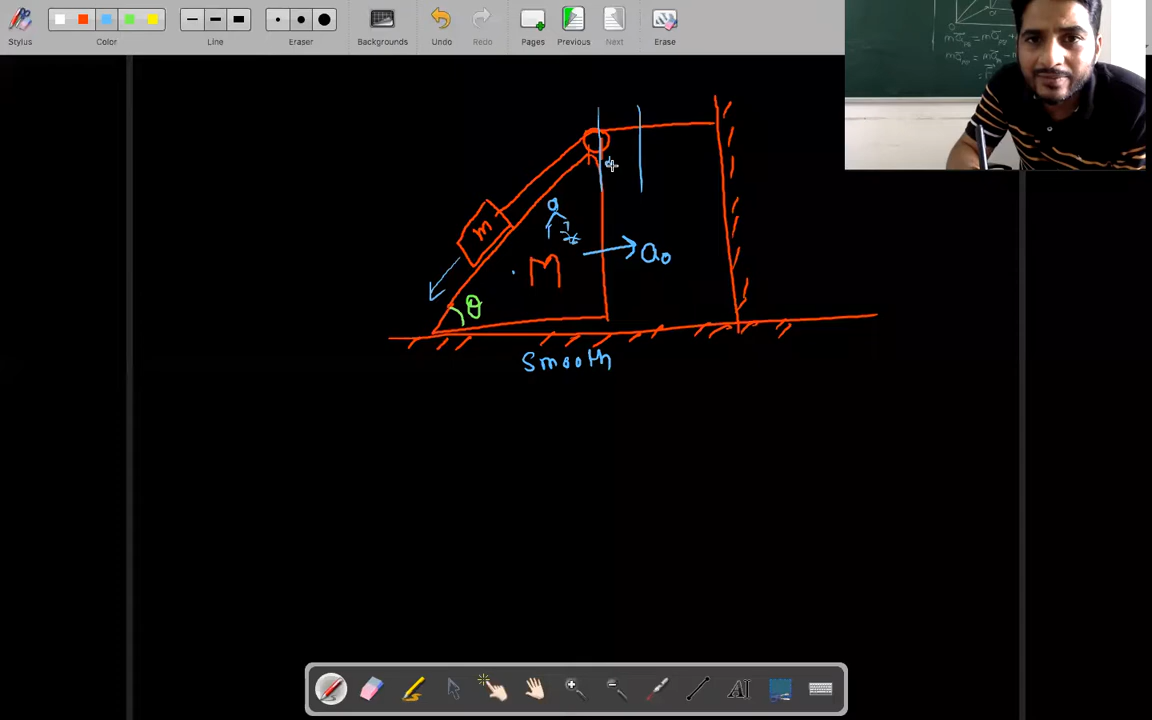 Stylus
Color
Line
Eraser
Backgrounds
Undo
Redo
Pages
Previous
Next
Erase
m
M
a₀
θ
Smooth